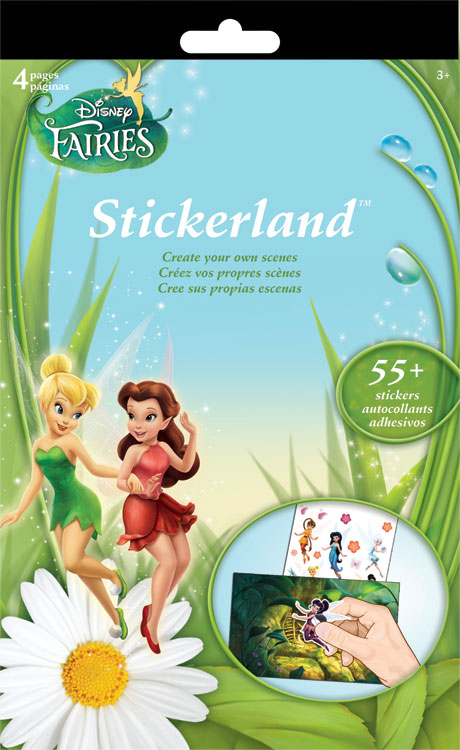 4 pages
páginas
3+
Disney
FAIRIES
Stickerland™
Create your own scenes
Créez vos propres scènes
Cree sus propias escenas
55+
stickers
autocollants
adhesivos